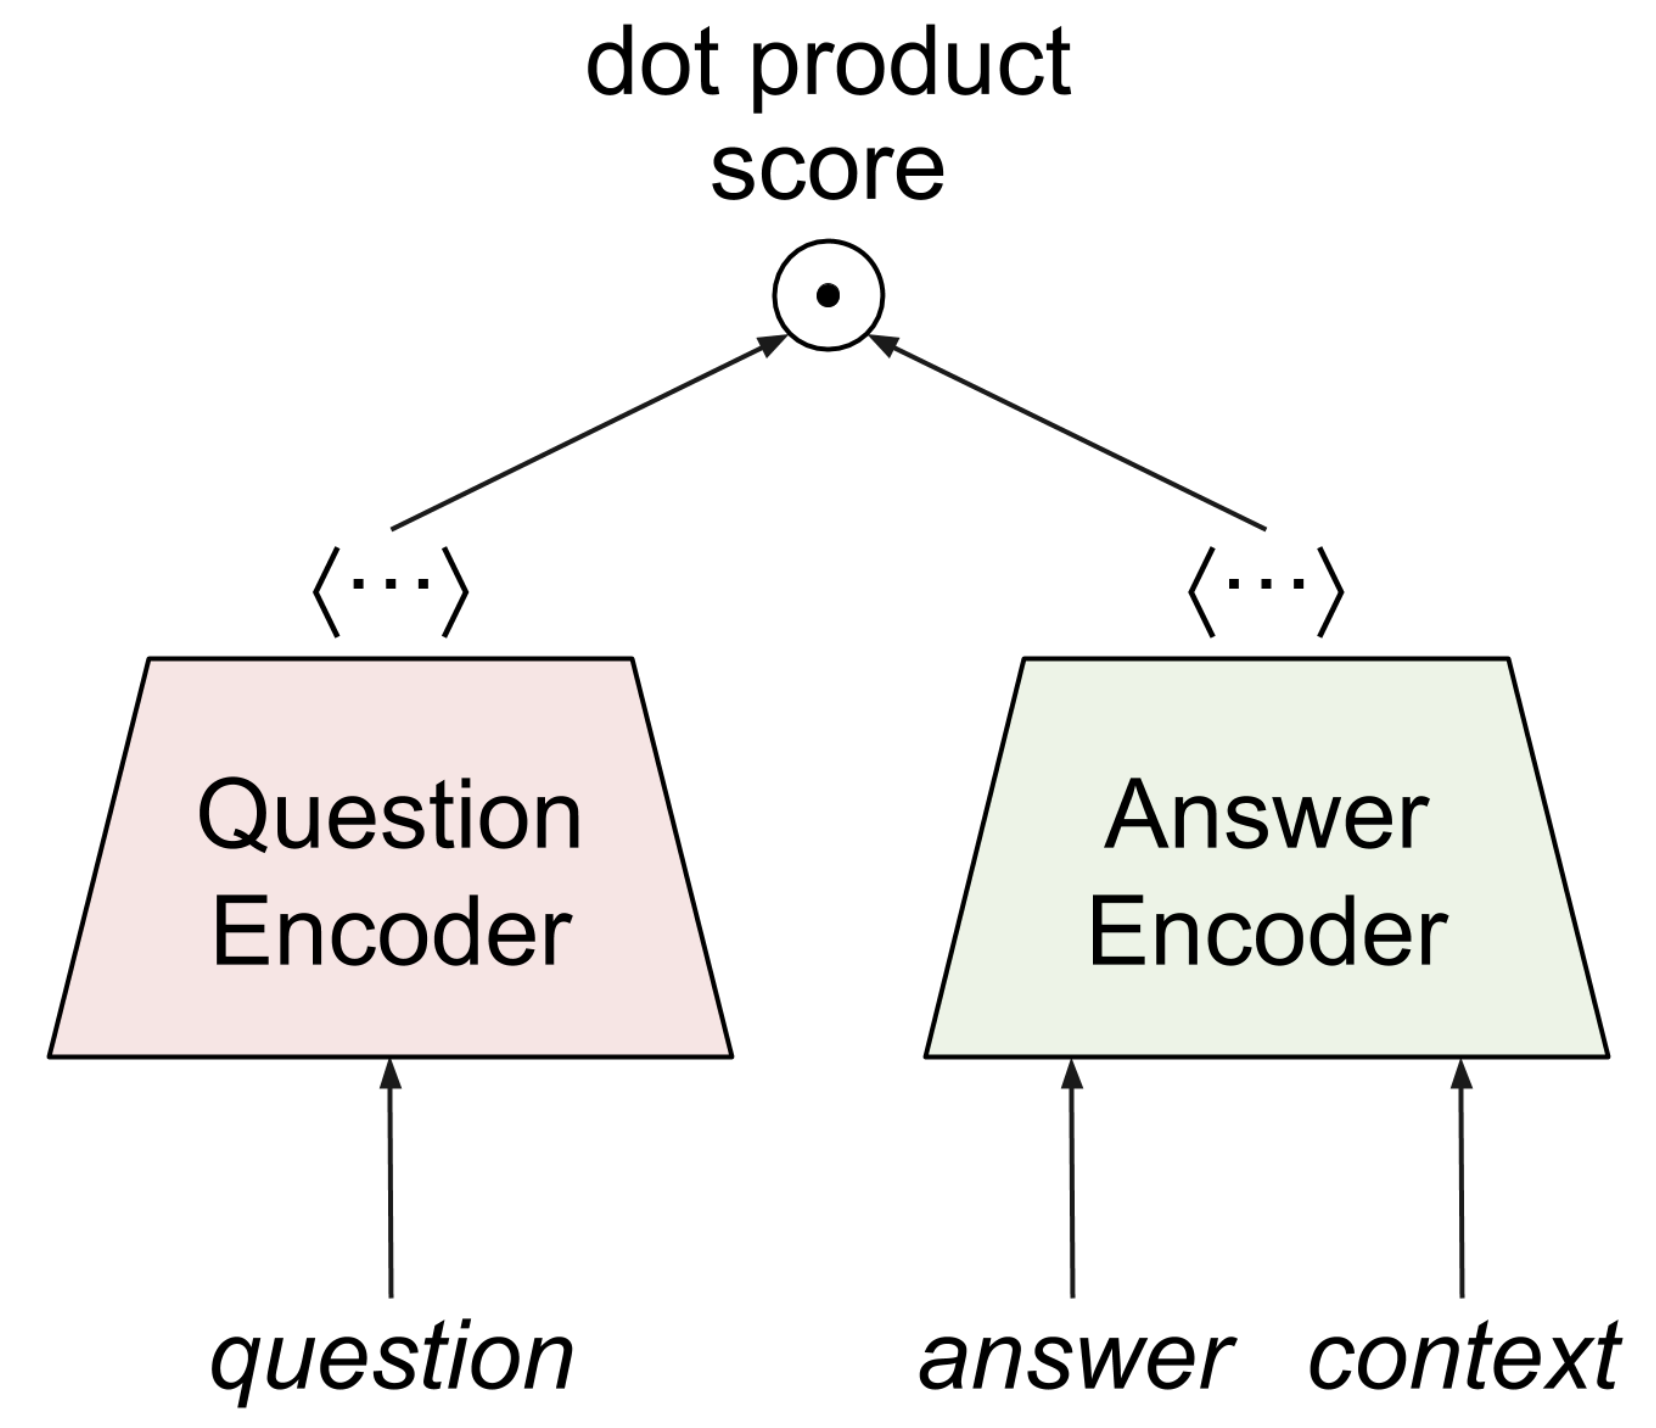 dot product
score
⟨···⟩
⟨···⟩
Question
Encoder
Answer
Encoder
question
answer
context